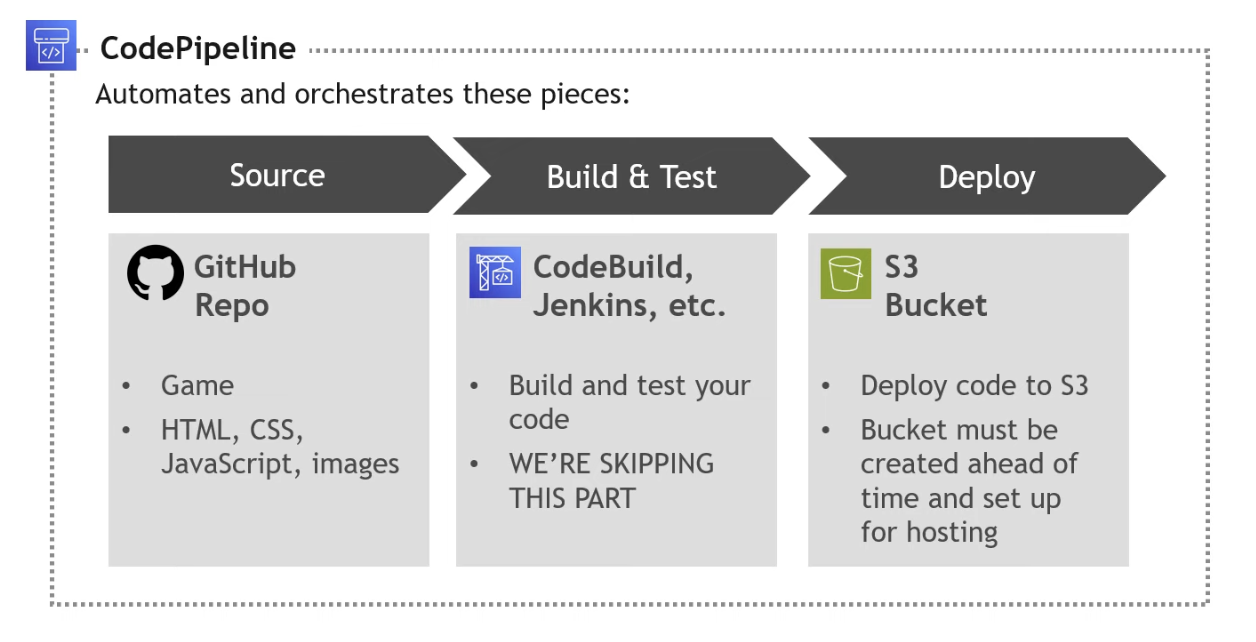 CodePipeline
Automates and orchestrates these pieces:
Source
Build & Test
Deploy
GitHub
Repo
• Game
• HTML, CSS,
JavaScript, images
CodeBuild,
Jenkins, etc.
• Build and test your
code
• WE’RE SKIPPING
THIS PART
S3
Bucket
• Deploy code to S3
• Bucket must be
created ahead of
time and set up
for hosting